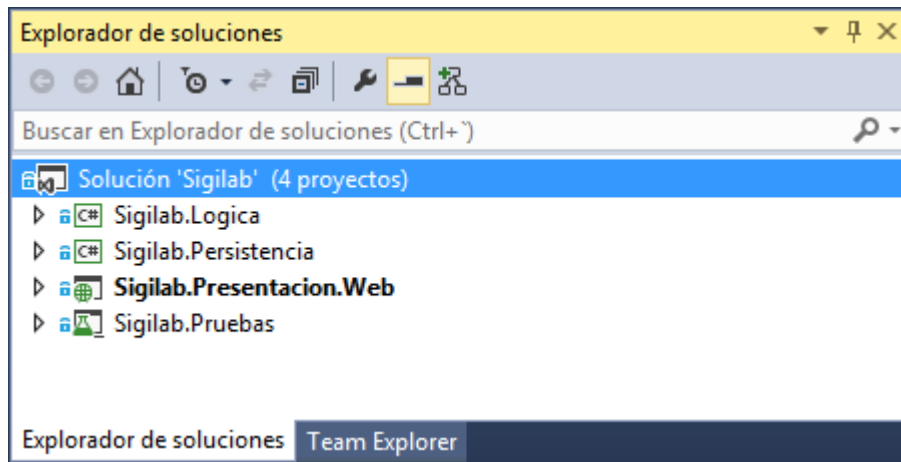 Explorador de soluciones
Buscar en Explorador de soluciones (Ctrl+`)
Solución 'Sigilab' (4 proyectos)
C# Sigilab.Logica
C# Sigilab.Persistencia
Sigilab.Presentacion.Web
Sigilab.Pruebas
Explorador de soluciones Team Explorer